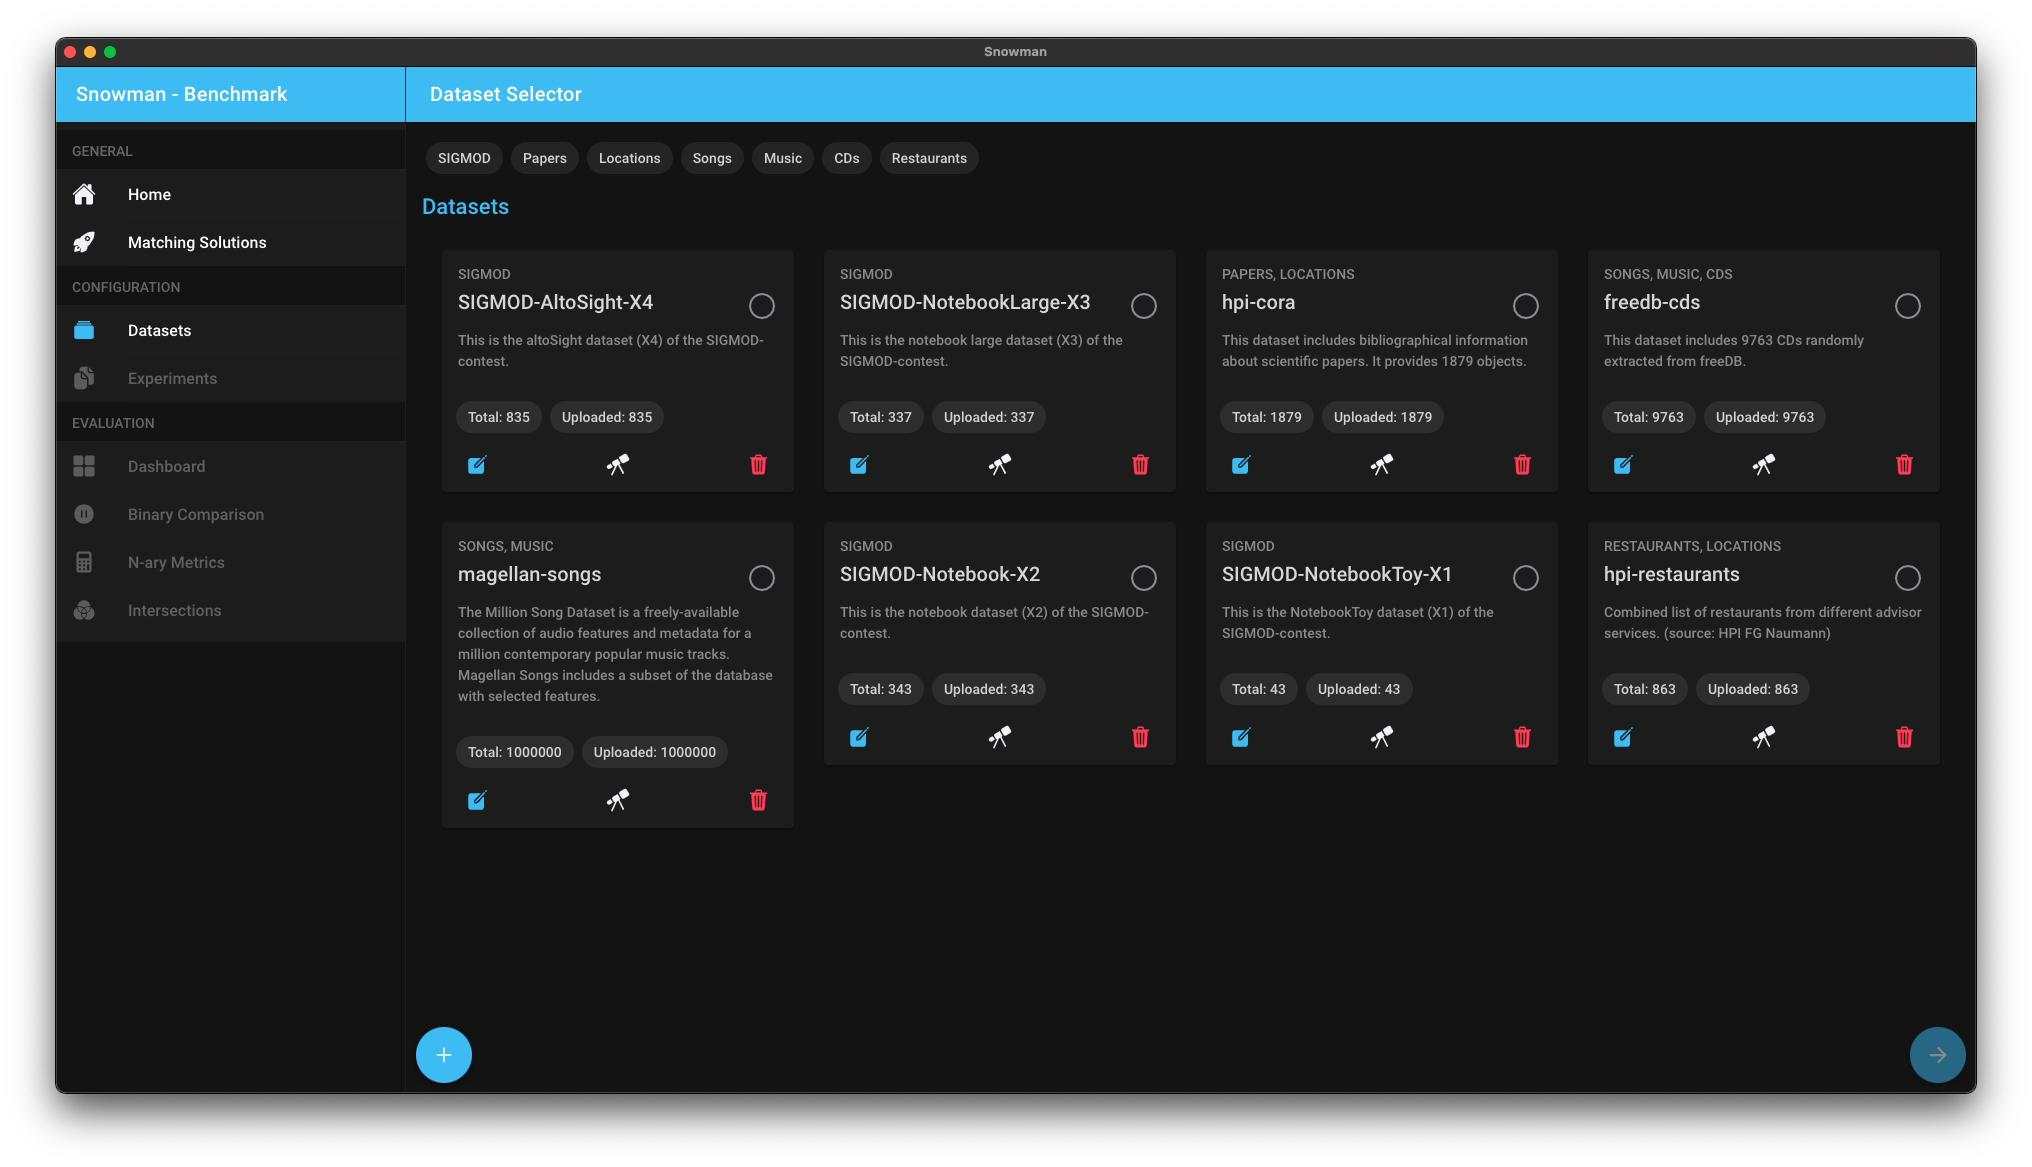 Snowman
Snowman - Benchmark
Dataset Selector
GENERAL
Home
Matching Solutions
CONFIGURATION
Datasets
Experiments
EVALUATION
Dashboard
Binary Comparison
N-ary Metrics
Intersections
SIGMOD Papers Locations Songs Music CDs Restaurants
Datasets
SIGMOD
SIGMOD-AltoSight-X4
This is the altoSight dataset (X4) of the SIGMOD-
contest.
Total: 835 Uploaded: 835
SIGMOD
SIGMOD-NotebookLarge-X3
This is the notebook large dataset (X3) of the
SIGMOD-contest.
Total: 337 Uploaded: 337
PAPERS, LOCATIONS
hpi-cora
This dataset includes bibliographical information
about scientific papers. It provides 1879 objects.
Total: 1879 Uploaded: 1879
SONGS, MUSIC, CDS
freedb-cds
This dataset includes 9763 CDs randomly
extracted from freeDB.
Total: 9763 Uploaded: 9763
SONGS, MUSIC
magellan-songs
The Million Song Dataset is a freely-available
collection of audio features and metadata for a
million contemporary popular music tracks.
Magellan Songs includes a subset of the database
with selected features.
Total: 1000000 Uploaded: 1000000
SIGMOD
SIGMOD-Notebook-X2
This is the notebook dataset (X2) of the SIGMOD-
contest.
Total: 343 Uploaded: 343
SIGMOD
SIGMOD-NotebookToy-X1
This is the NotebookToy dataset (X1) of the
SIGMOD-contest.
Total: 43 Uploaded: 43
RESTAURANTS, LOCATIONS
hpi-restaurants
Combined list of restaurants from different advisor
services. (source: HPI FG Naumann)
Total: 863 Uploaded: 863